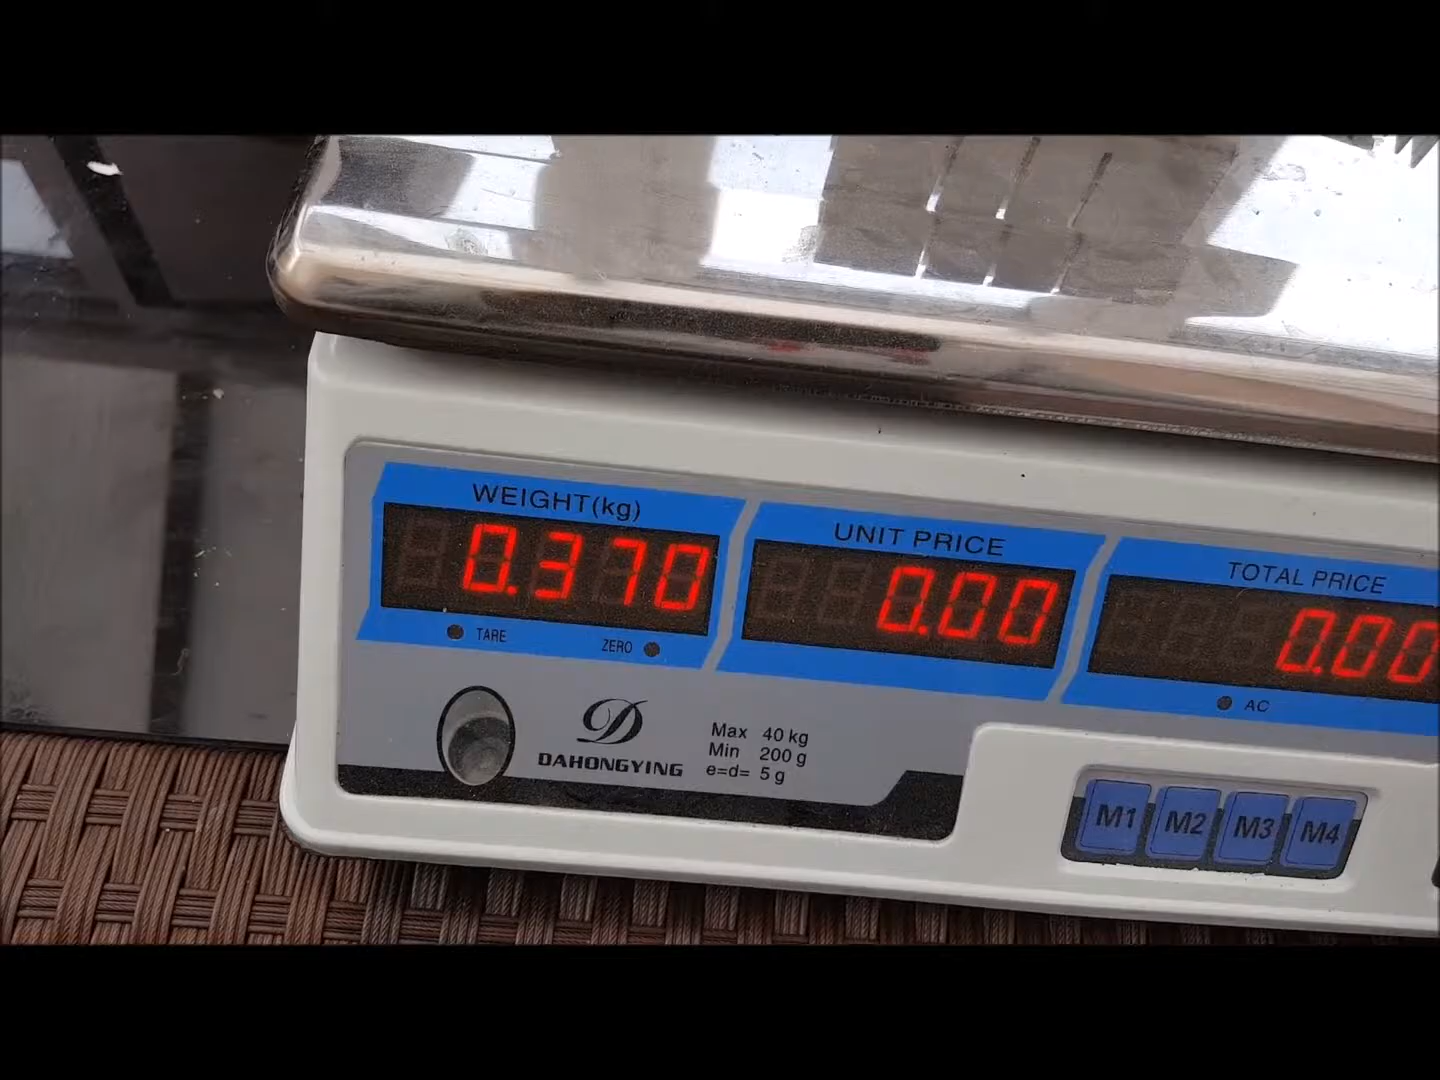 WEIGHT(kg)
0.370
TARE
ZERO
UNIT PRICE
0.00
TOTAL PRICE
0.00
AC
D
DAHONGYING
Max 40 kg
Min 200 g
e=d= 5 g
M1 M2 M3 M4